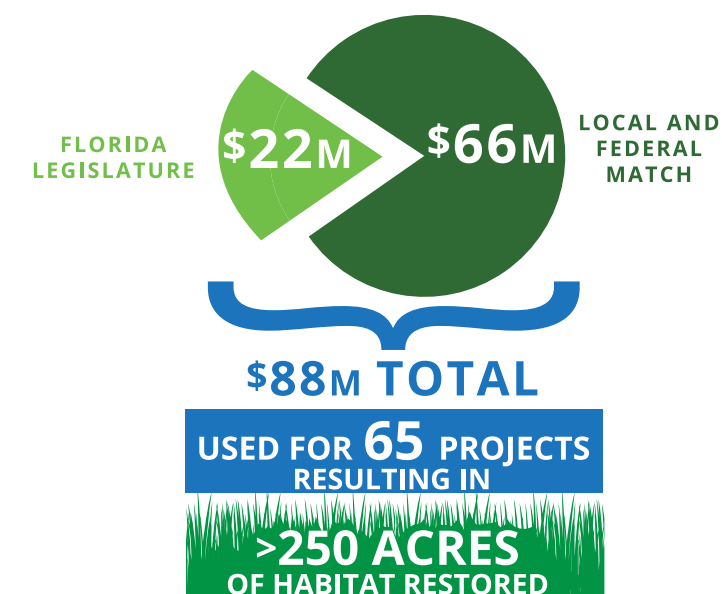 FLORIDA
LEGISLATURE
$22M
$66M
LOCAL AND
FEDERAL
MATCH
$88M TOTAL
USED FOR 65 PROJECTS
RESULTING IN
>250 ACRES
OF HABITAT RESTORED